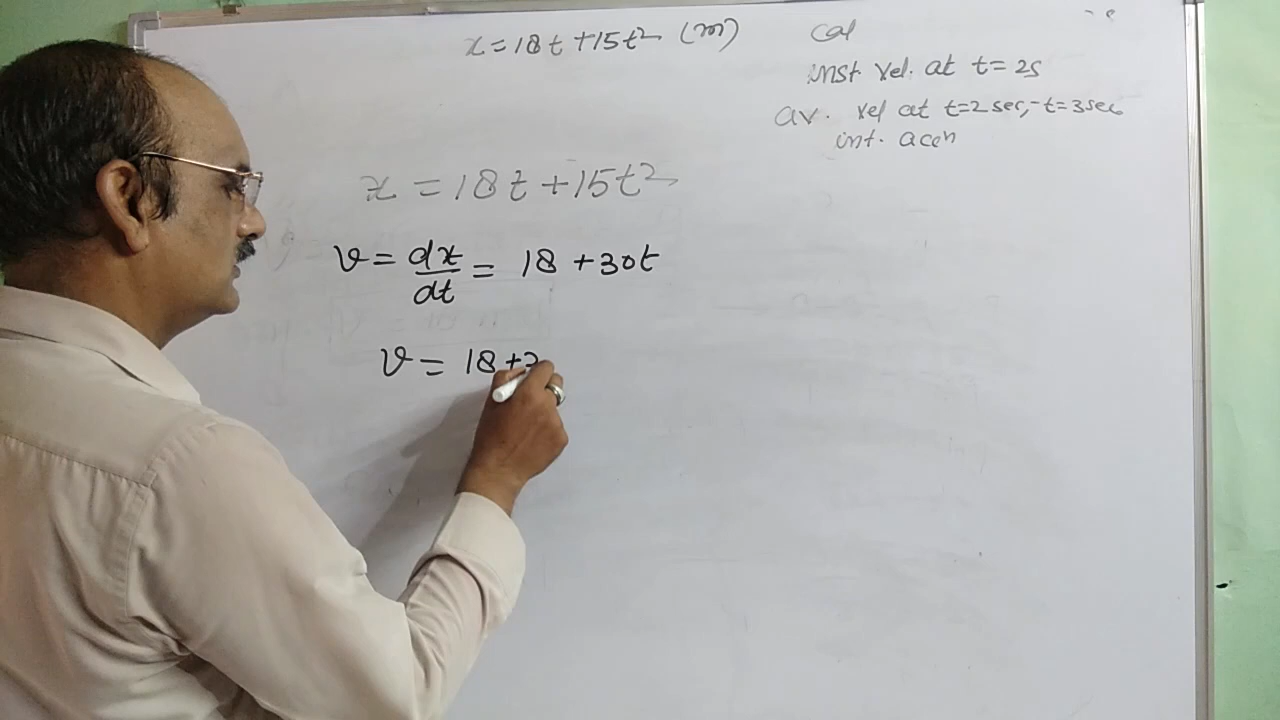 x = 18t + 15t² (m)
cal
inst vel. at t = 2s
av. vel at t=2 sec, - t = 3 sec
int. accn
x = 18t + 15t²
v = dx/dt = 18 + 30t
v = 18 + 3